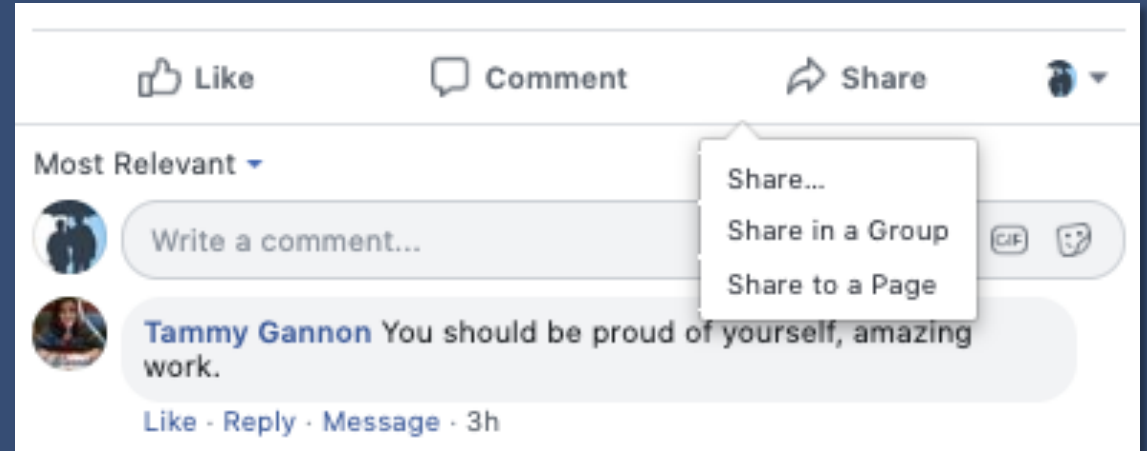 Like Comment Share
Most Relevant
Share...
Share in a Group
Share to a Page
Write a comment...
GIF
Tammy Gannon You should be proud of yourself, amazing
work.
Like · Reply · Message · 3h